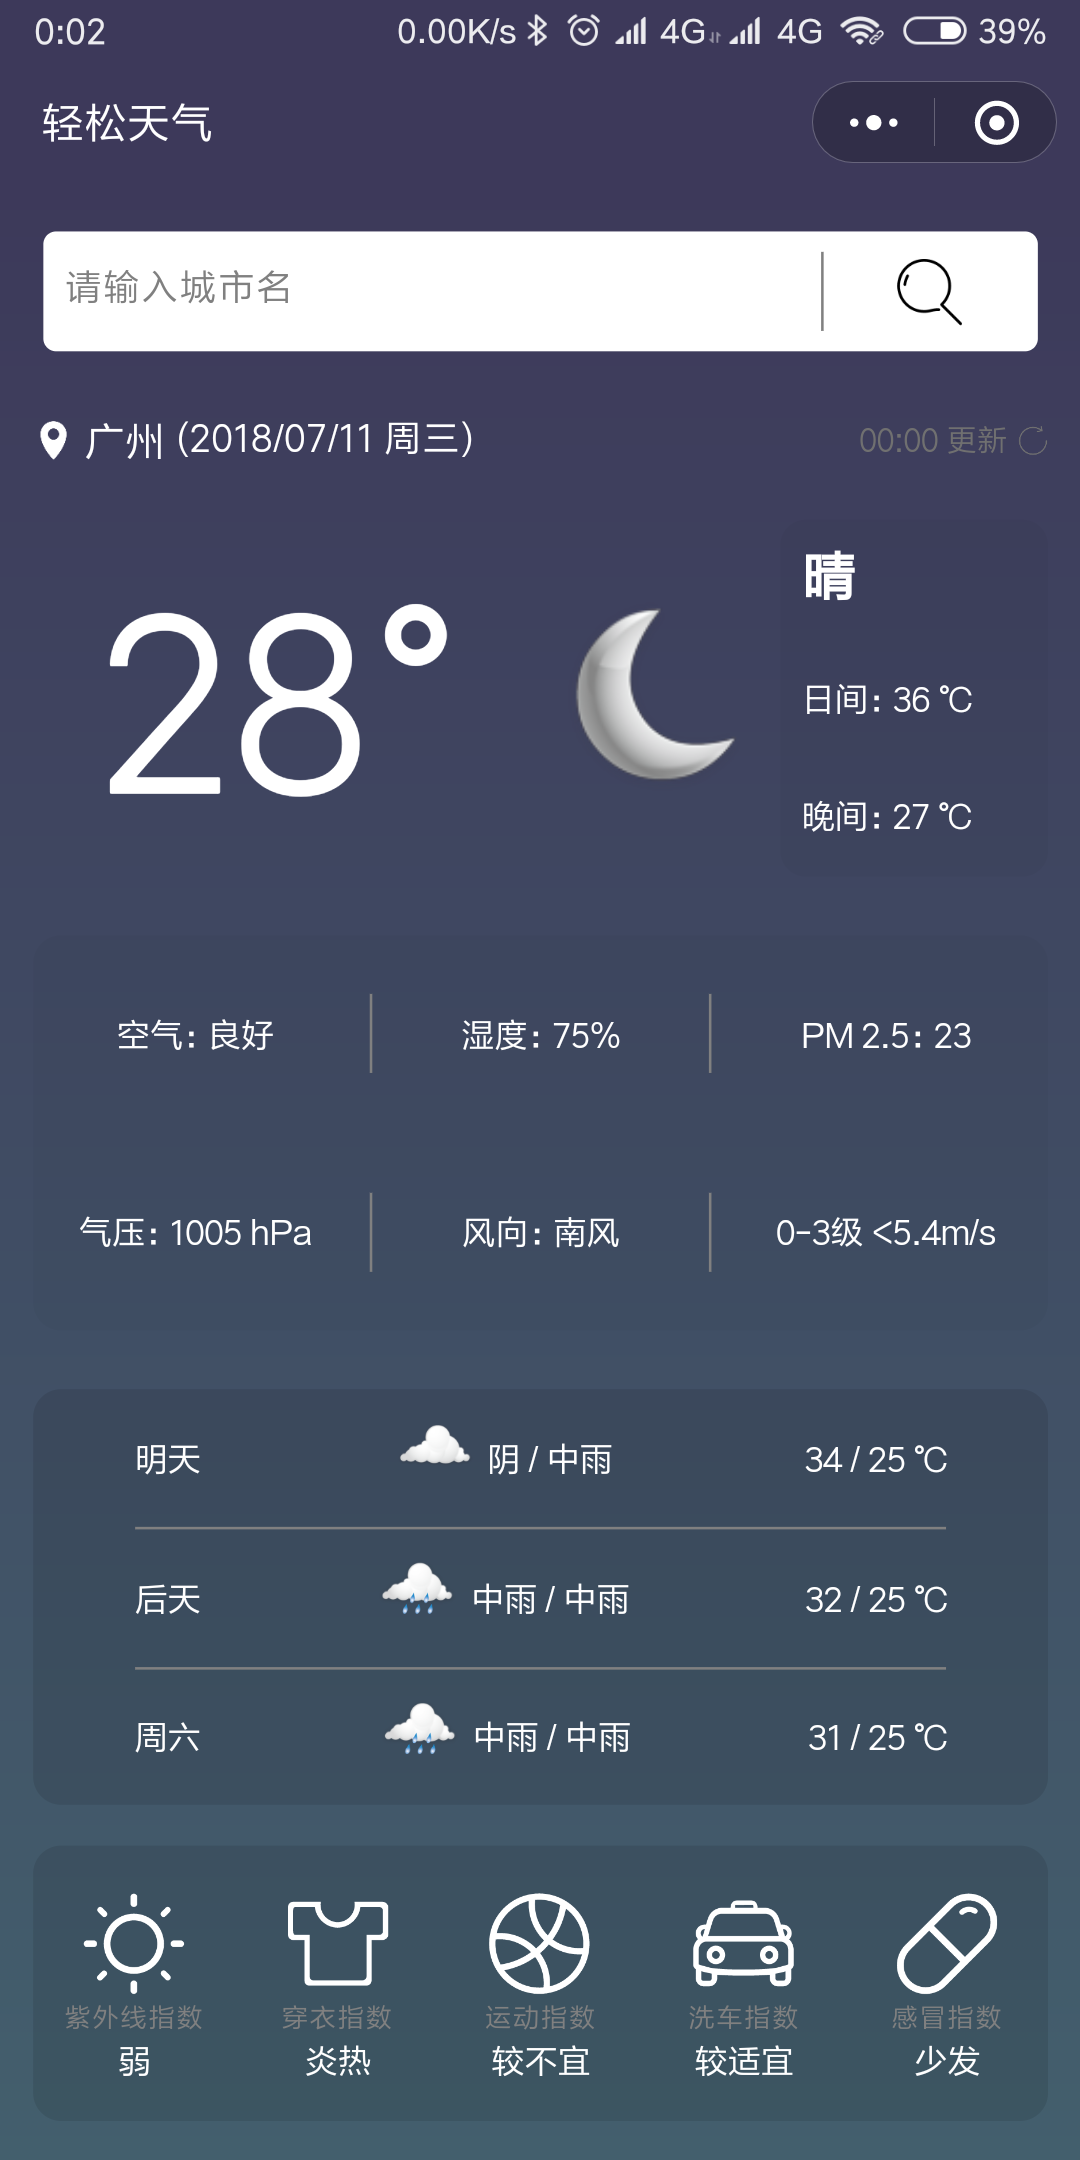 0:02 0.00K/s 4G 4G 39%
轻松天气
请输入城市名
广州 (2018/07/11 周三) 00:00 更新
28°
晴
日间: 36 ℃
晚间: 27 ℃
空气: 良好 湿度: 75% PM 2.5: 23
气压: 1005 hPa 风向: 南风 0-3级 <5.4m/s
明天 阴 / 中雨 34 / 25 ℃
后天 中雨 / 中雨 32 / 25 ℃
周六 中雨 / 中雨 31 / 25 ℃
紫外线指数 穿衣指数 运动指数 洗车指数 感冒指数
弱 炎热 较不宜 较适宜 少发